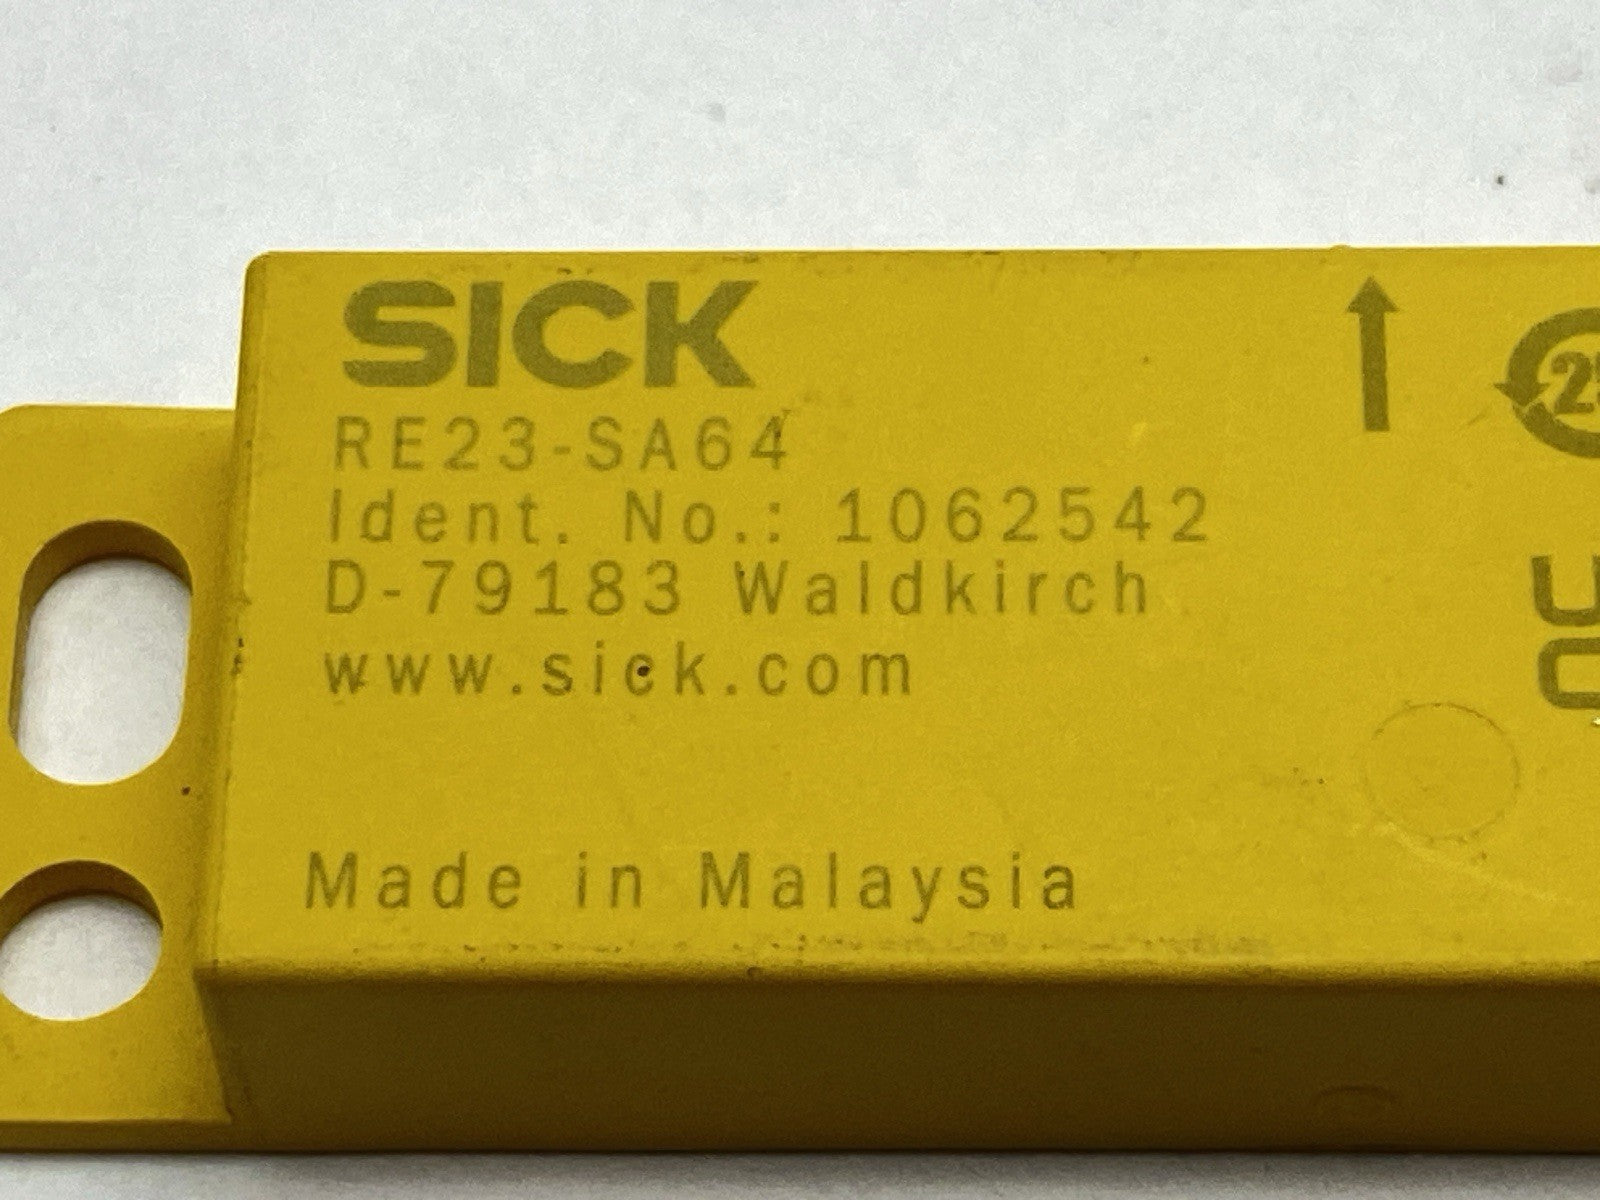 SICK
RE23-SA64
Ident. No.: 1062542
D-79183 Waldkirch
www.sick.com
Made in Malaysia